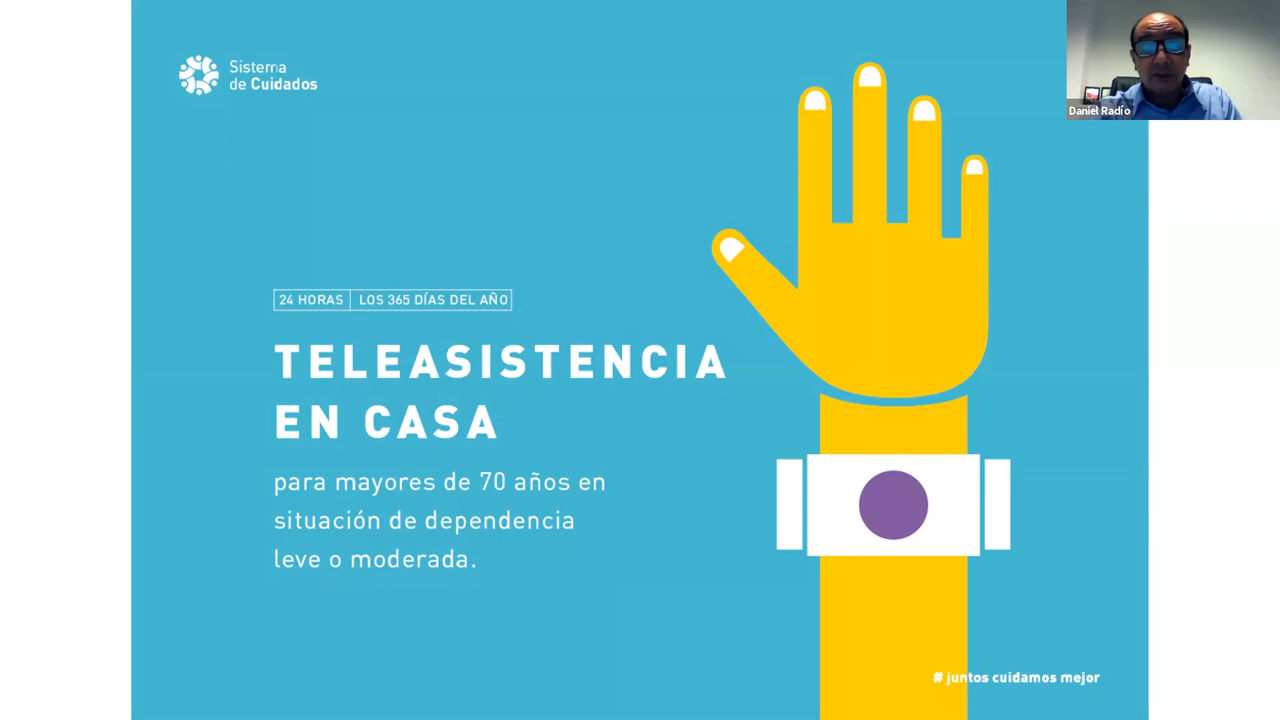 Sistema
de Cuidados
Daniel Radío
24 HORAS LOS 365 DÍAS DEL AÑO
TELEASISTENCIA
EN CASA
para mayores de 70 años en
situación de dependencia
leve o moderada.
# juntos cuidamos mejor